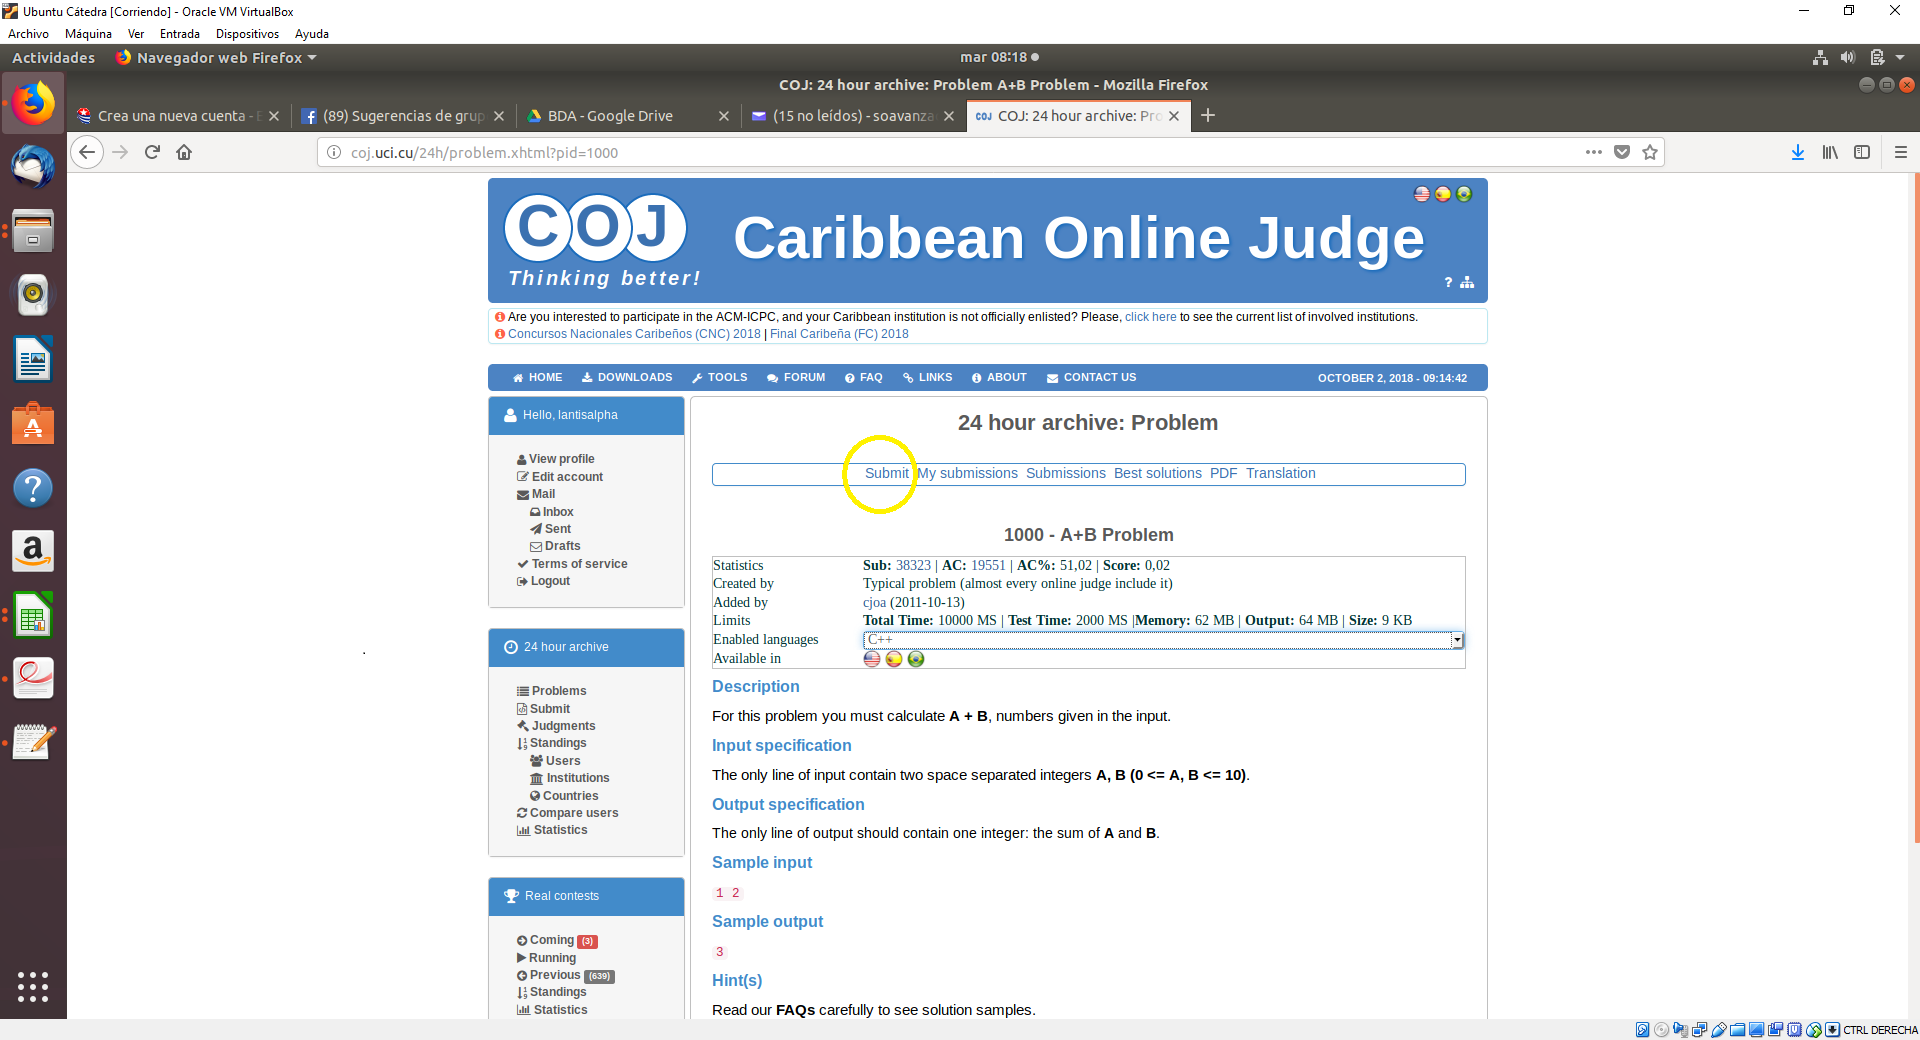 Ubuntu Cátedra [Corriendo] - Oracle VM VirtualBox
Archivo Máquina Ver Entrada Dispositivos Ayuda
Actividades Navegador web Firefox mar 08:18
COJ: 24 hour archive: Problem A+B Problem - Mozilla Firefox
Crea una nueva cuenta - (89) Sugerencias de grup BDA - Google Drive (15 no leídos) - soavanza COJ: 24 hour archive: Pro
coj.uci.cu/24h/problem.xhtml?pid=1000
COJ Caribbean Online Judge
Thinking better!
?
Are you interested to participate in the ACM-ICPC, and your Caribbean institution is not officially enlisted? Please, click here to see the current list of involved institutions.
Concursos Nacionales Caribeños (CNC) 2018 | Final Caribeña (FC) 2018
HOME DOWNLOADS TOOLS FORUM FAQ LINKS ABOUT CONTACT US OCTOBER 2, 2018 - 09:14:42
Hello, lantisalpha
View profile
Edit account
Mail
Inbox
Sent
Drafts
Terms of service
Logout
24 hour archive
Problems
Submit
Judgments
Standings
Users
Institutions
Countries
Compare users
Statistics
Real contests
Coming (3)
Running
Previous (639)
Standings
Statistics
24 hour archive: Problem
Submit My submissions Submissions Best solutions PDF Translation
1000 - A+B Problem
Statistics Sub: 38323 | AC: 19551 | AC%: 51,02 | Score: 0,02
Created by Typical problem (almost every online judge include it)
Added by cjoa (2011-10-13)
Limits Total Time: 10000 MS | Test Time: 2000 MS |Memory: 62 MB | Output: 64 MB | Size: 9 KB
Enabled languages C++
Available in
Description
For this problem you must calculate A + B, numbers given in the input.
Input specification
The only line of input contain two space separated integers A, B (0 <= A, B <= 10).
Output specification
The only line of output should contain one integer: the sum of A and B.
Sample input
1 2
Sample output
3
Hint(s)
Read our FAQs carefully to see solution samples.
CTRL DERECHA